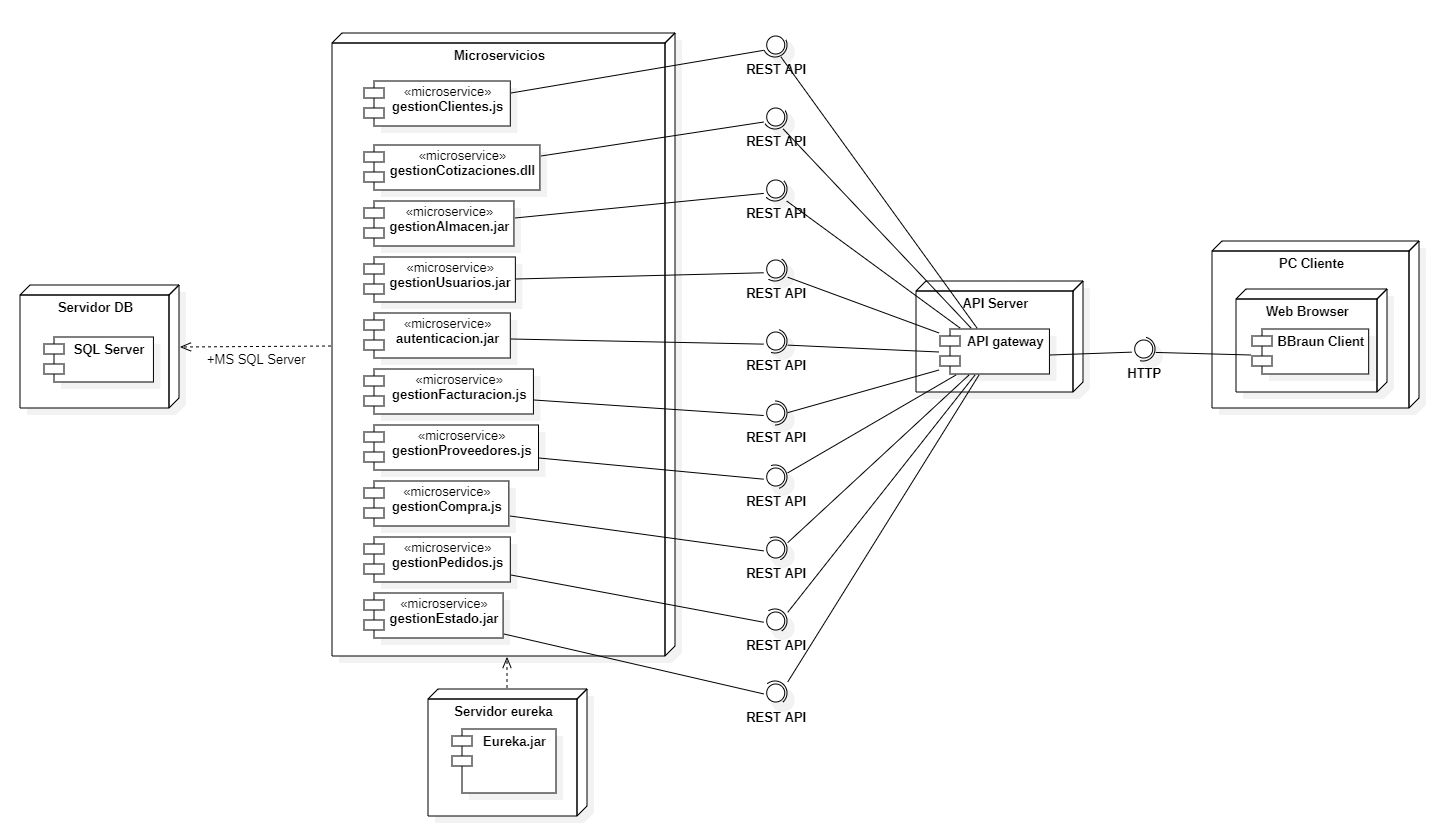 Microservicios
«microservice»
gestionClientes.js
«microservice»
gestionCotizaciones.dll
«microservice»
gestionAlmacen.jar
«microservice»
gestionUsuarios.jar
«microservice»
autenticacion.jar
«microservice»
gestionFacturacion.js
«microservice»
gestionProveedores.js
«microservice»
gestionCompra.js
«microservice»
gestionPedidos.js
«microservice»
gestionEstado.jar
REST API
REST API
REST API
REST API
REST API
REST API
REST API
REST API
REST API
REST API
Servidor DB
SQL Server
+MS SQL Server
Servidor eureka
Eureka.jar
API Server
API gateway
HTTP
PC Cliente
Web Browser
BBraun Client